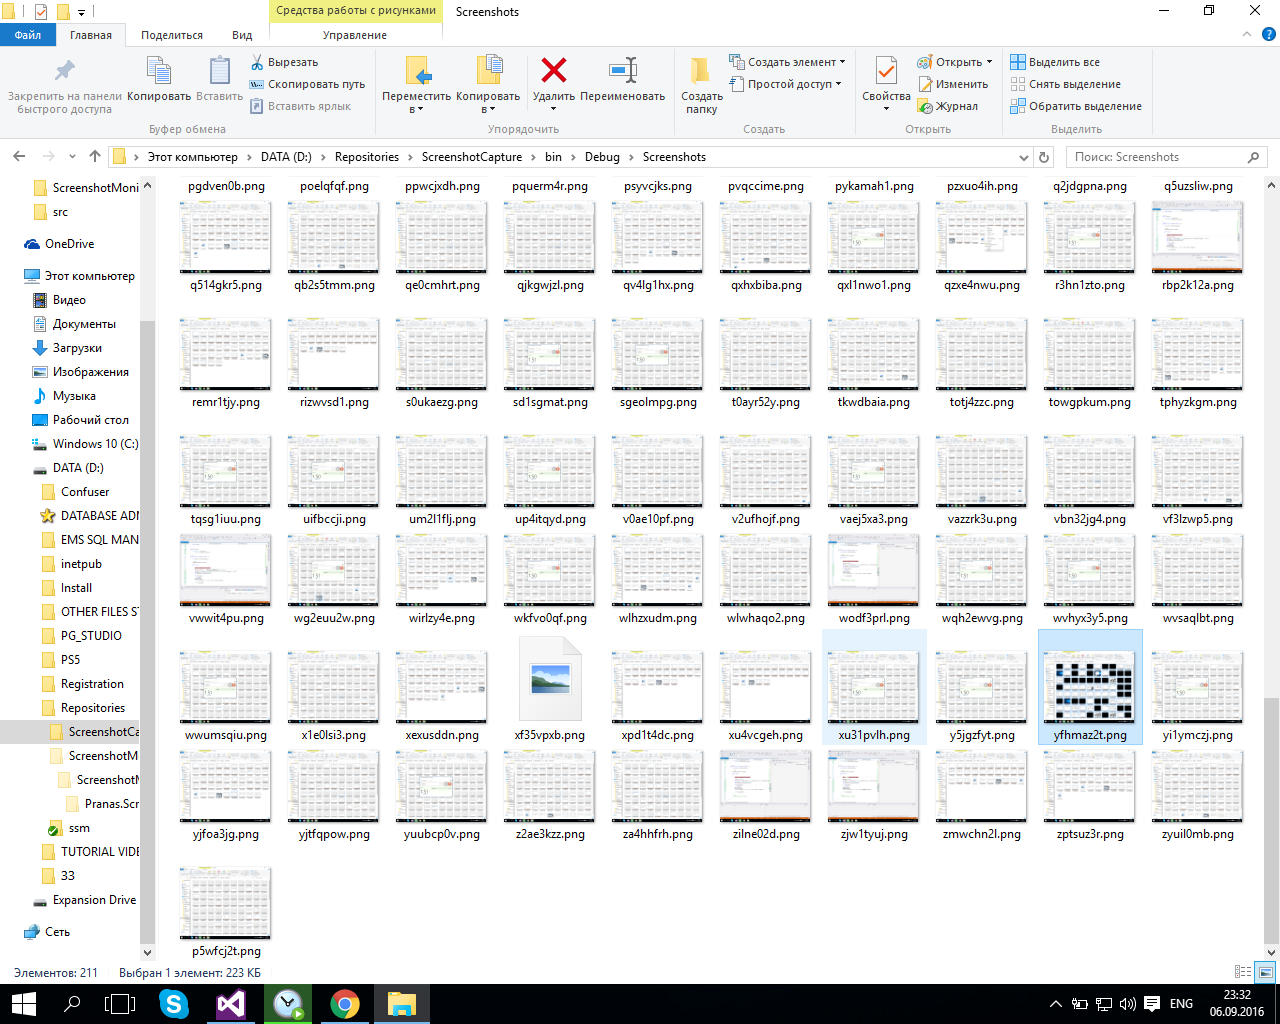 Средства работы с рисунками
Screenshots
Файл
Главная
Поделиться
Вид
Управление
Закрепить на панели быстрого доступа
Копировать
Вставить
Вырезать
Скопировать путь
Вставить ярлык
Буфер обмена
Переместить в
Копировать в
Удалить
Переименовать
Упорядочить
Создать папку
Создать элемент
Простой доступ
Создать
Свойства
Открыть
Изменить
Журнал
Открыть
Выделить все
Снять выделение
Обратить выделение
Выделить
Этот компьютер > DATA (D:) > Repositories > ScreenshotCapture > bin > Debug > Screenshots
Поиск: Screenshots
ScreenshotMoni
src
OneDrive
Этот компьютер
Видео
Документы
Загрузки
Изображения
Музыка
Рабочий стол
Windows 10 (C:)
DATA (D:)
Confuser
DATABASE ADM
EMS SQL MAN
inetpub
Install
OTHER FILES ST
PG_STUDIO
PS5
Registration
Repositories
ScreenshotCa
ScreenshotM
Screenshot
Pranas.Scr
ssm
TUTORIAL VIDE
33
Expansion Drive
Сеть
pgdven0b.png poelqfqf.png ppwcjxdh.png pquerm4r.png psyvcjks.png pvqccime.png pykamah1.png pzxuo4ih.png q2jdgpna.png q5uzsliw.png
q514gkr5.png qb2s5tmm.png qe0cmhrt.png qjkgwjzl.png qv4lg1hx.png qxhxbiba.png qxl1nwo1.png qzxe4nwu.png r3hn1zto.png rbp2k12a.png
remr1tjy.png rizwvsd1.png s0ukaezg.png sd1sgmat.png sgeolmpg.png t0ayr52y.png tkwdbaia.png totj4zzc.png towgpkum.png tphyzkgm.png
tqsg1iuu.png uifbccji.png um2l1flj.png up4itqyd.png v0ae10pf.png v2ufhojf.png vaej5xa3.png vazzrk3u.png vbn32jg4.png vf3lzwp5.png
vwwit4pu.png wg2euu2w.png wirlzy4e.png wkfvo0qf.png wlhzxudm.png wlwhaqo2.png wodf3prl.png wqh2ewvg.png wvhyx3y5.png wvsaqlbt.png
wwumsqiu.png x1e0lsi3.png xexusddn.png xf35vpxb.png xpd1t4dc.png xu4vcgeh.png xu31pvlh.png y5jgzfyt.png yfhmaz2t.png yi1ymczj.png
yjfoa3jg.png yjtfqpow.png yuubcp0v.png z2ae3kzz.png za4hhfrh.png zilne02d.png zjw1tyuj.png zmwchn2l.png zptsuz3r.png zyuil0mb.png
p5wfcj2t.png
Элементов: 211
Выбран 1 элемент: 223 КБ
ENG
23:32
06.09.2016